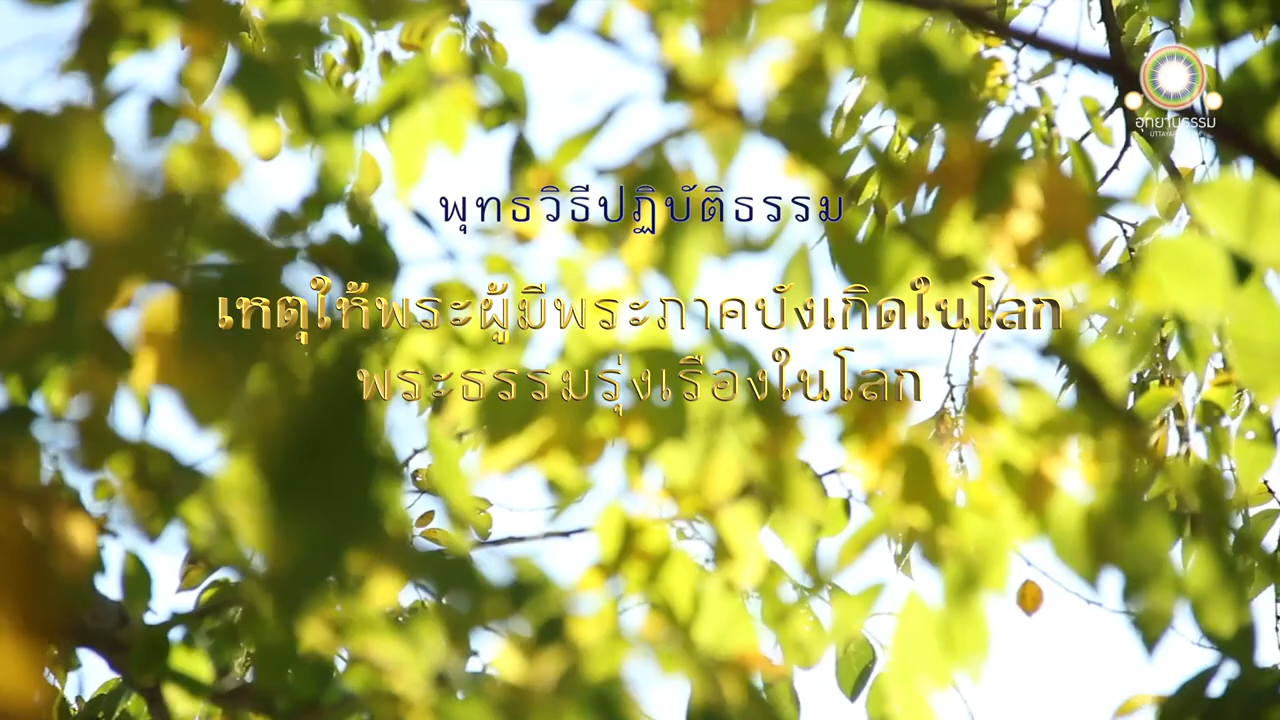 อุทยานธรรม
พุทธวิธีปฏิบัติธรรม
เหตุให้พระผู้มีพระภาคบังเกิดในโลก
พระธรรมรุ่งเรืองในโลก